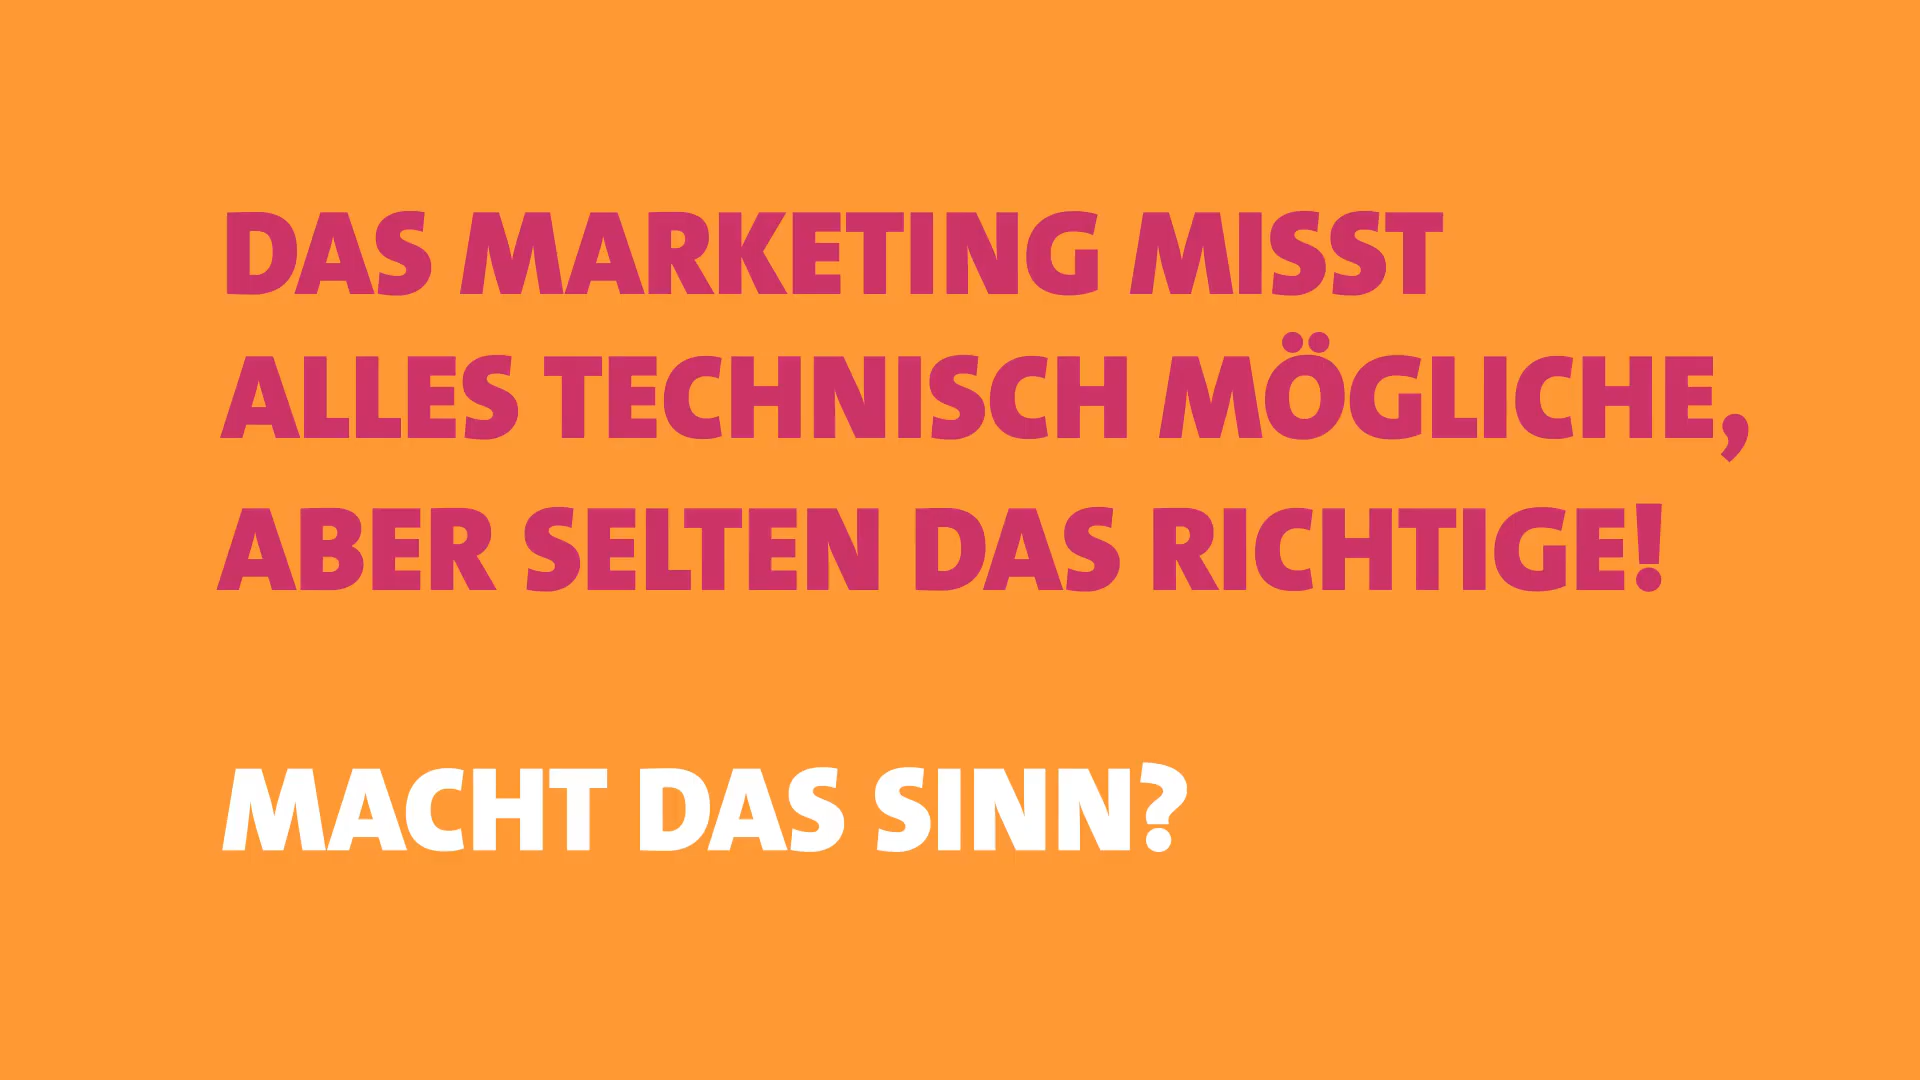 DAS MARKETING MISST
ALLES TECHNISCH MÖGLICHE,
ABER SELTEN DAS RICHTIGE!
MACHT DAS SINN?